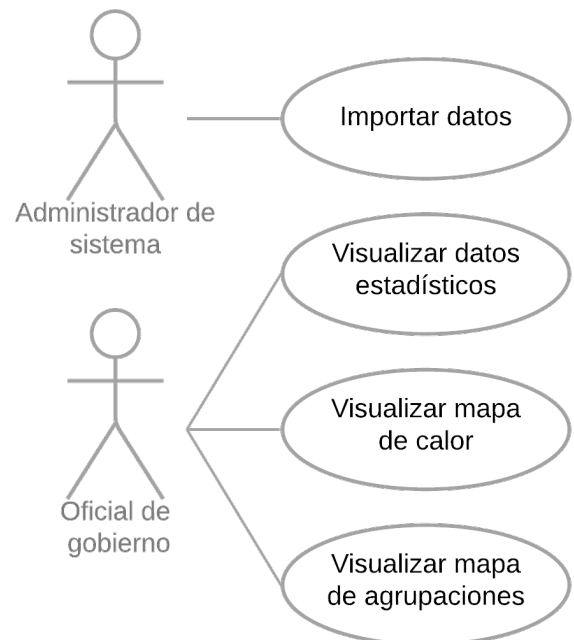 Importar datos
Administrador de
sistema
Visualizar datos
estadísticos
Visualizar mapa
de calor
Oficial de
gobierno
Visualizar mapa
de agrupaciones